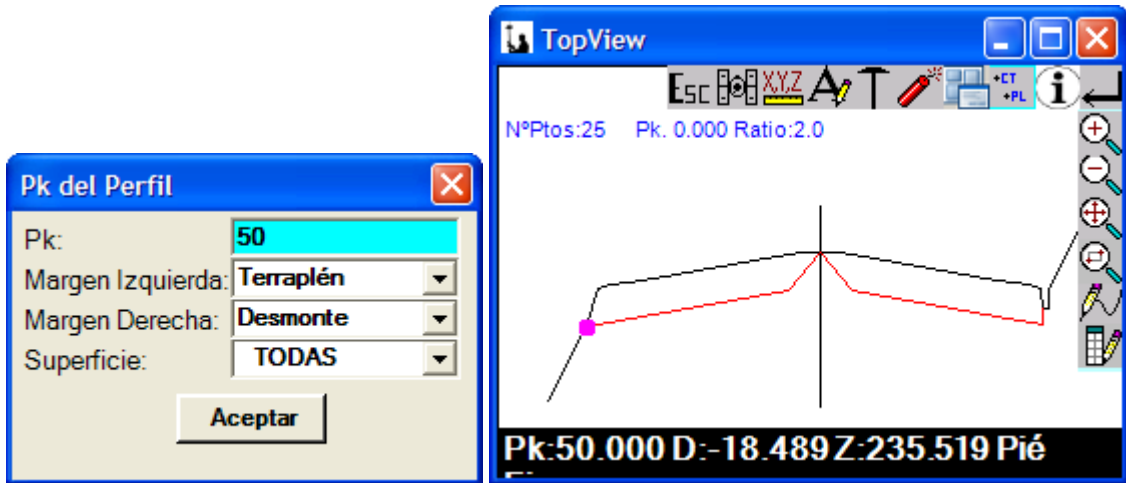 Pk del Perfil
Pk: 50
Margen Izquierda: Terraplén
Margen Derecha: Desmonte
Superficie: TODAS
Aceptar
TopView
Esc X,Y,Z A T +CT +PL i
NºPtos:25 Pk. 0.000 Ratio:2.0
Pk:50.000 D:-18.489 Z:235.519 Pié